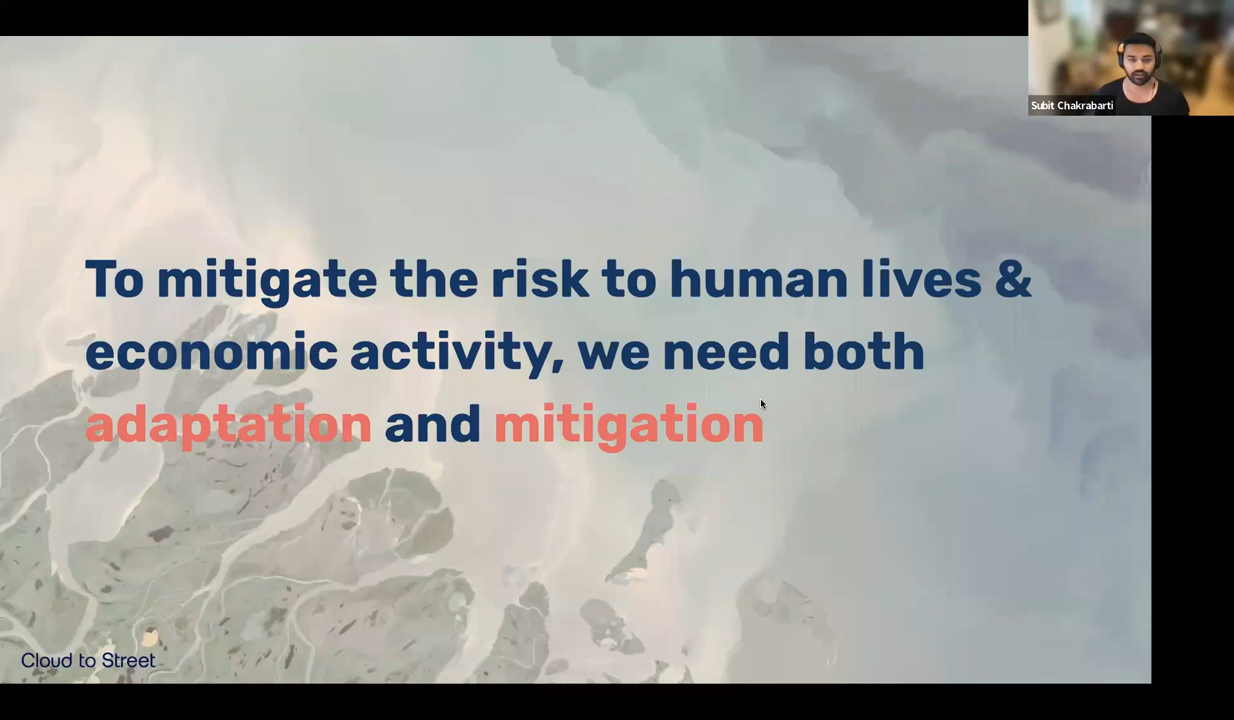 Subit Chakrabarti
To mitigate the risk to human lives &
economic activity, we need both
adaptation and mitigation
Cloud to Street